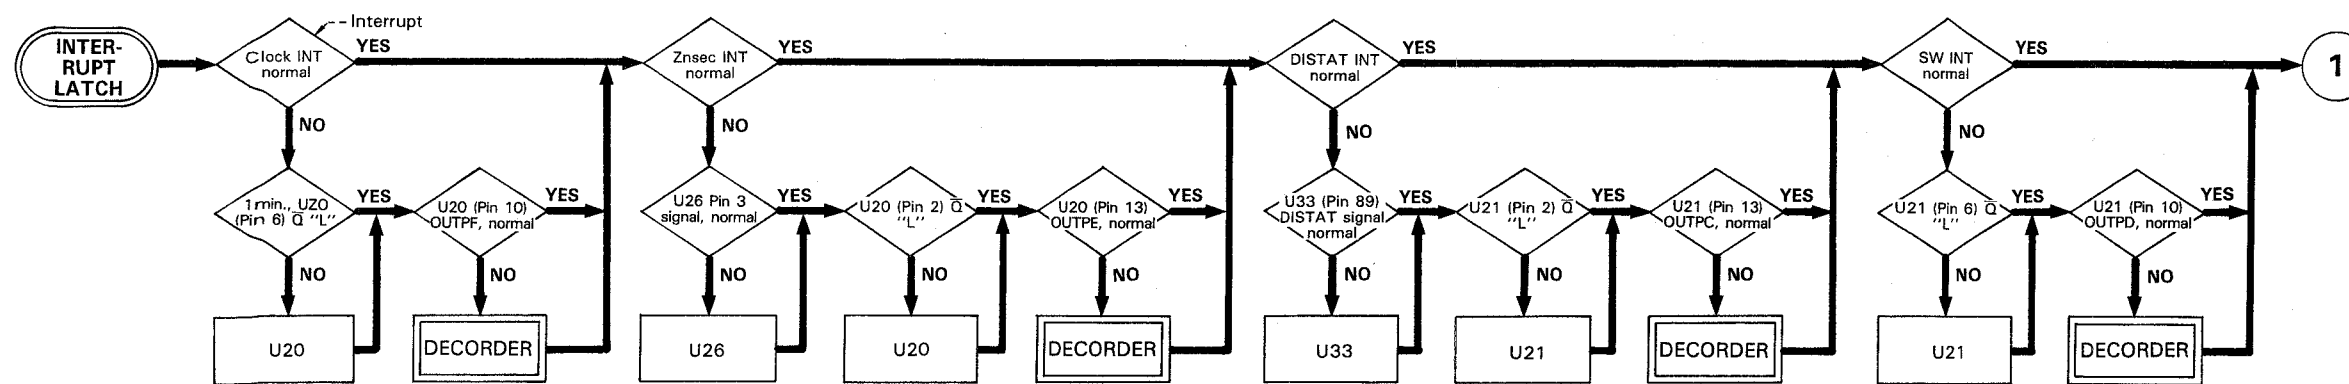 INTER-
RUPT
LATCH
Clock INT
normal
Interrupt
YES
NO
1 min., UZ0
(Pin 6) Q̅ "L"
YES
NO
U20
U20 (Pin 10)
OUTPF, normal
YES
NO
DECORDER
Znsec INT
normal
YES
NO
U26 Pin 3
signal, normal
YES
NO
U26
U20 (Pin 2) Q̅
"L"
YES
NO
U20
U20 (Pin 13)
OUTPE, normal
YES
NO
DECORDER
DISTAT INT
normal
YES
NO
U33 (Pin 89)
DISTAT signal
normal
YES
NO
U33
U21 (Pin 2) Q̅
"L"
YES
NO
U21
U21 (Pin 13)
OUTPC, normal
YES
NO
DECORDER
SW INT
normal
YES
NO
U21 (Pin 6) Q̅
"L"
YES
NO
U21
U21 (Pin 10)
OUTPD, normal
YES
NO
DECORDER
1